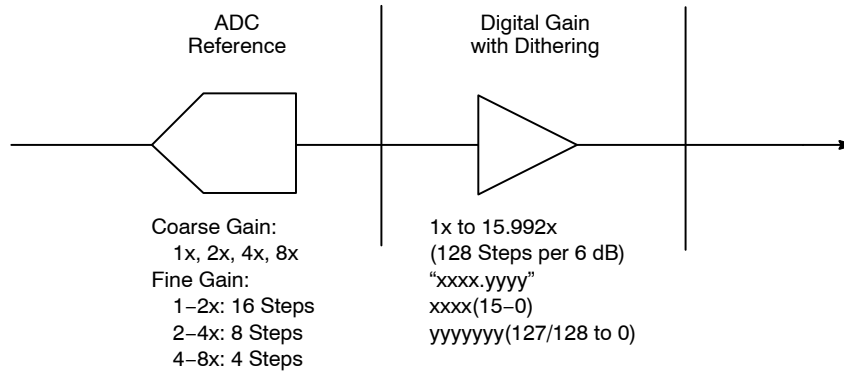 ADC
Reference
Digital Gain
with Dithering
Coarse Gain:
1x, 2x, 4x, 8x
Fine Gain:
1−2x: 16 Steps
2−4x: 8 Steps
4−8x: 4 Steps
1x to 15.992x
(128 Steps per 6 dB)
“xxxx.yyyy”
xxxx(15−0)
yyyyyyy(127/128 to 0)